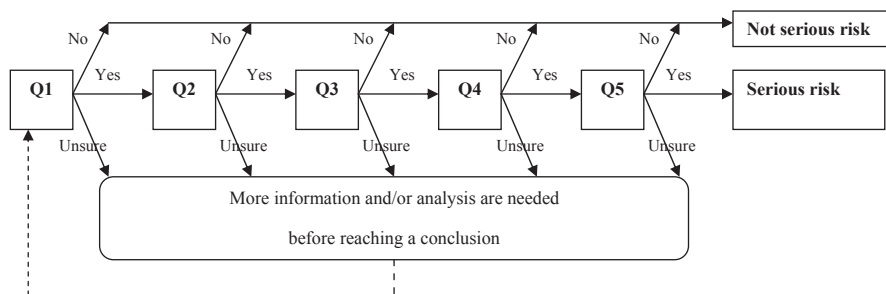 No No No No No Not serious risk
Yes Yes Yes Yes Yes
Q1 Q2 Q3 Q4 Q5 Serious risk
Unsure Unsure Unsure Unsure Unsure
More information and/or analysis are needed
before reaching a conclusion